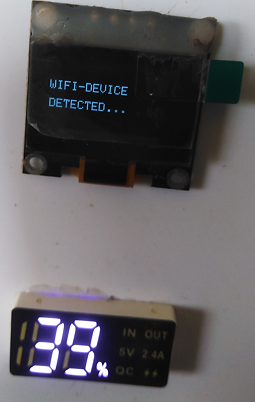 WIFI-DEVICE
DETECTED...
39%
IN OUT
5V 2.4A
QC